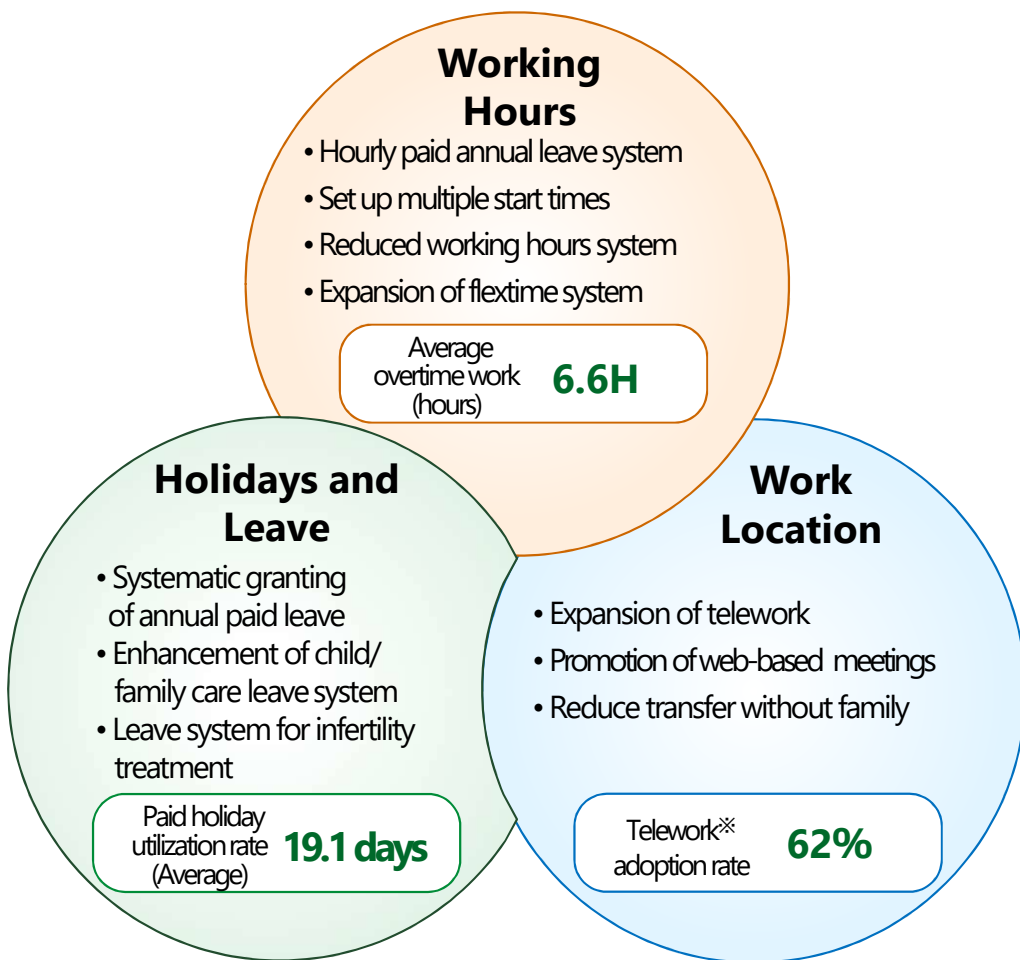 Working
Hours
• Hourly paid annual leave system
• Set up multiple start times
• Reduced working hours system
• Expansion of flextime system
Average
overtime work
(hours)
6.6H
Holidays and
Leave
• Systematic granting
of annual paid leave
• Enhancement of child/
family care leave system
• Leave system for infertility
treatment
Paid holiday
utilization rate
(Average)
19.1 days
Work
Location
• Expansion of telework
• Promotion of web-based meetings
• Reduce transfer without family
Telework※
adoption rate
62%